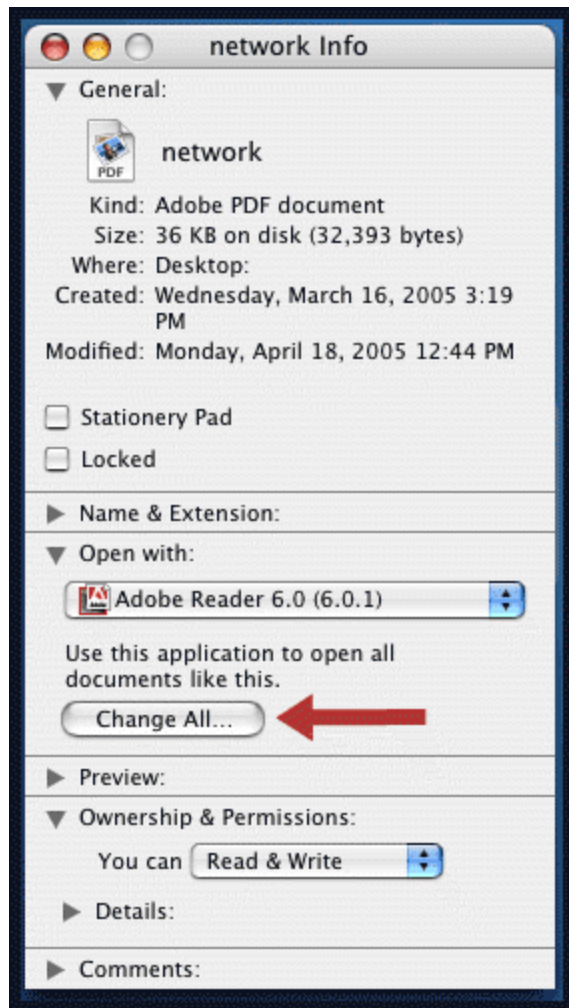 network Info
General:
PDF
network
Kind: Adobe PDF document
Size: 36 KB on disk (32,393 bytes)
Where: Desktop:
Created: Wednesday, March 16, 2005 3:19
PM
Modified: Monday, April 18, 2005 12:44 PM
Stationery Pad
Locked
Name & Extension:
Open with:
Adobe Reader 6.0 (6.0.1)
Use this application to open all
documents like this.
Change All...
Preview:
Ownership & Permissions:
You can Read & Write
Details:
Comments: